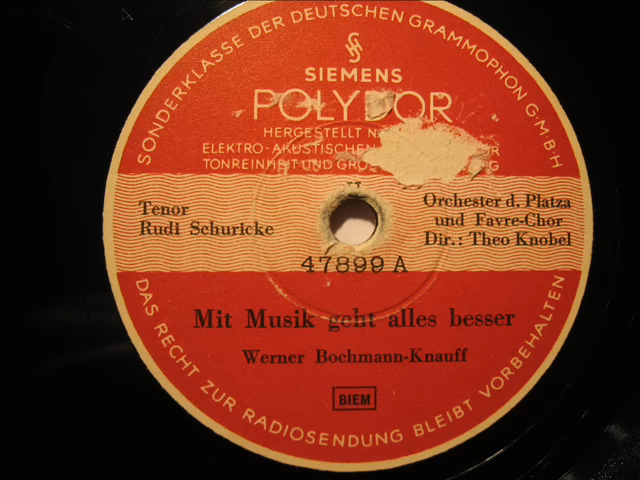 SONDERKLASSE DER DEUTSCHEN GRAMMOPHON G·M·B·H
SIEMENS
POLYDOR
HERGESTELLT
ELEKTRO-AKUSTISCHEN
TONREINHEIT UND
Tenor
Rudi Schuricke
Orchester d. Platza
und Favre-Chor
Dir.: Theo Knobel
47899 A
Mit Musik geht alles besser
Werner Bochmann-Knauff
BIEM
DAS RECHT ZUR RADIOSENDUNG BLEIBT VORBEHALTEN